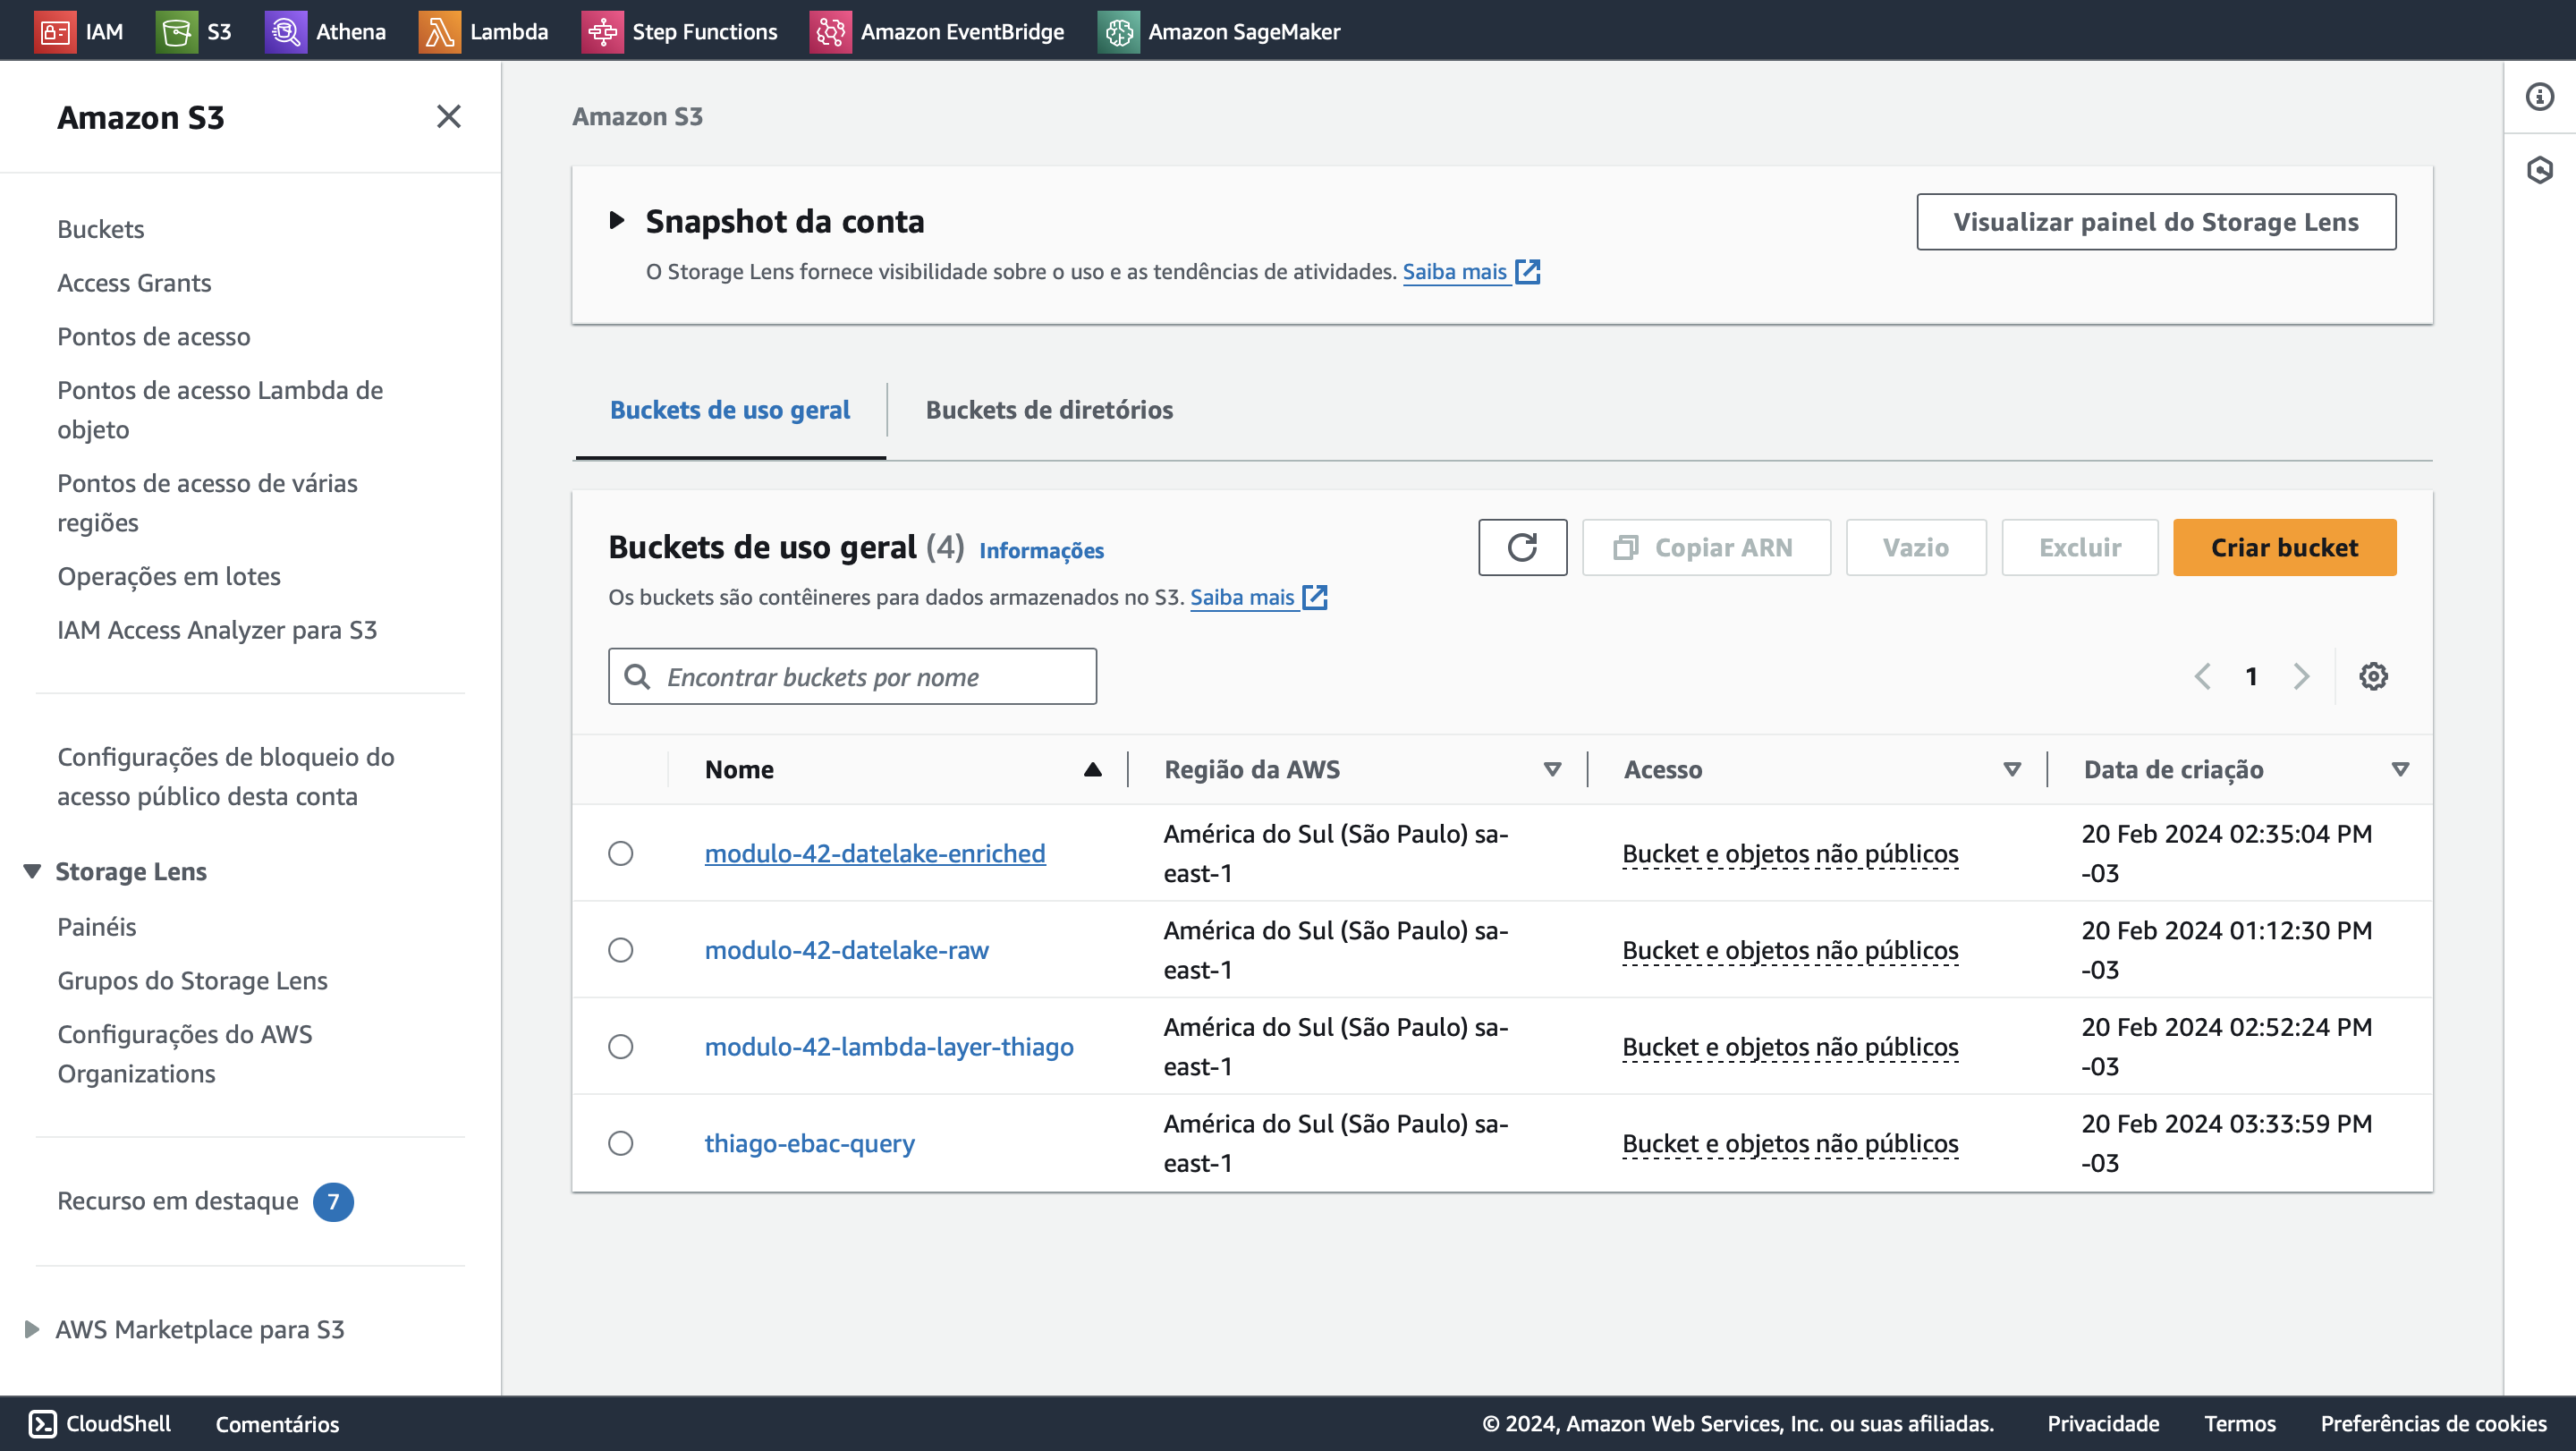 IAM S3 Athena Lambda Step Functions Amazon EventBridge Amazon SageMaker
Amazon S3
Buckets
Access Grants
Pontos de acesso
Pontos de acesso Lambda de
objeto
Pontos de acesso de várias
regiões
Operações em lotes
IAM Access Analyzer para S3
Configurações de bloqueio do
acesso público desta conta
Storage Lens
Painéis
Grupos do Storage Lens
Configurações do AWS
Organizations
Recurso em destaque 7
AWS Marketplace para S3
Amazon S3
Snapshot da conta
Visualizar painel do Storage Lens
O Storage Lens fornece visibilidade sobre o uso e as tendências de atividades. Saiba mais
Buckets de uso geral Buckets de diretórios
Buckets de uso geral (4) Informações
Copiar ARN Vazio Excluir Criar bucket
Os buckets são contêineres para dados armazenados no S3. Saiba mais
Encontrar buckets por nome
1
Nome Região da AWS Acesso Data de criação
modulo-42-datelake-enriched América do Sul (São Paulo) sa-
east-1 Bucket e objetos não públicos 20 Feb 2024 02:35:04 PM
-03
modulo-42-datelake-raw América do Sul (São Paulo) sa-
east-1 Bucket e objetos não públicos 20 Feb 2024 01:12:30 PM
-03
modulo-42-lambda-layer-thiago América do Sul (São Paulo) sa-
east-1 Bucket e objetos não públicos 20 Feb 2024 02:52:24 PM
-03
thiago-ebac-query América do Sul (São Paulo) sa-
east-1 Bucket e objetos não públicos 20 Feb 2024 03:33:59 PM
-03
CloudShell Comentários © 2024, Amazon Web Services, Inc. ou suas afiliadas. Privacidade Termos Preferências de cookies